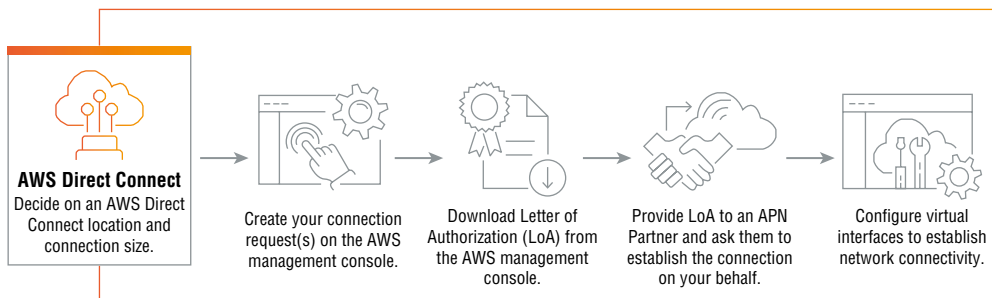 AWS Direct Connect
Decide on an AWS Direct
Connect location and
connection size.
Create your connection
request(s) on the AWS
management console.
Download Letter of
Authorization (LoA) from
the AWS management
console.
Provide LoA to an APN
Partner and ask them to
establish the connection
on your behalf.
Configure virtual
interfaces to establish
network connectivity.